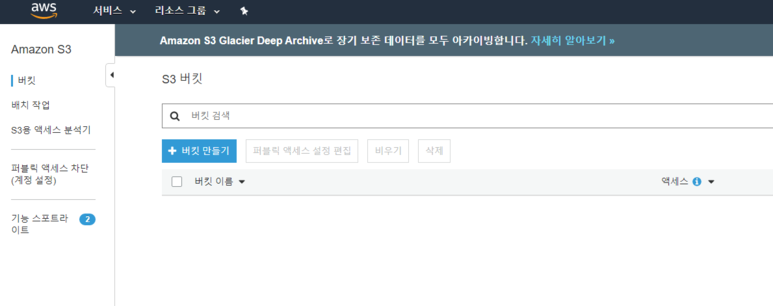 aws 서비스 리소스 그룹
Amazon S3
Amazon S3 Glacier Deep Archive로 장기 보존 데이터를 모두 아카이빙합니다. 자세히 알아보기 »
버킷
배치 작업
S3용 액세스 분석기
퍼블릭 액세스 차단
(계정 설정)
기능 스포트라 2
이트
S3 버킷
버킷 검색
+ 버킷 만들기 퍼블릭 액세스 설정 편집 비우기 삭제
버킷 이름 액세스